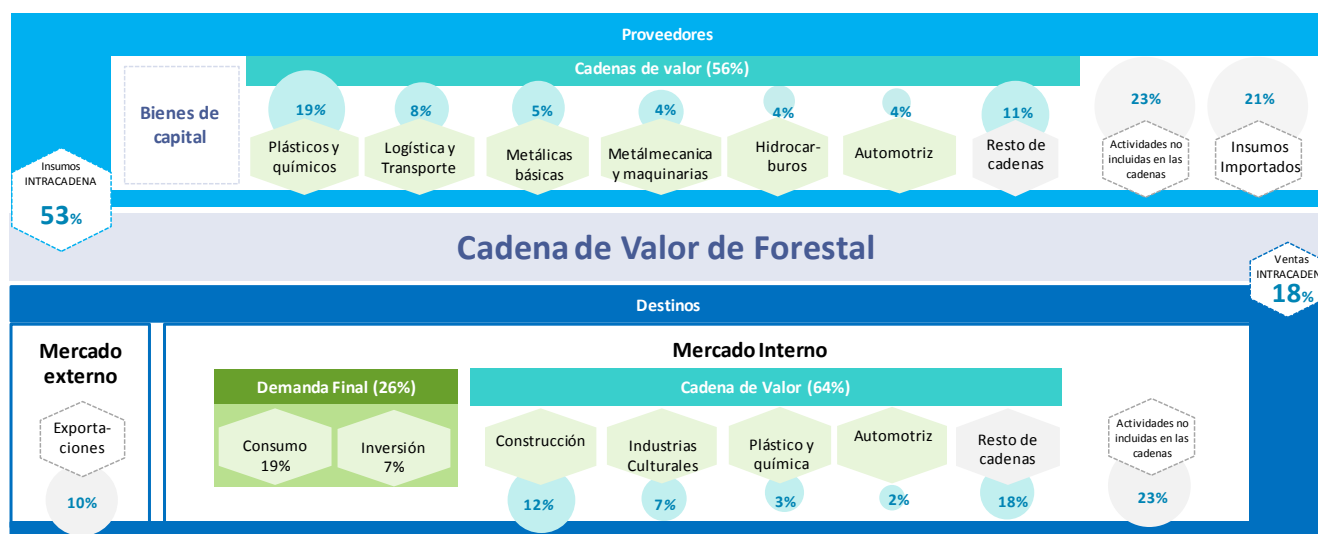 Proveedores
Cadenas de valor (56%)
Bienes de
capital
19%
Plásticos y
químicos
8%
Logística y
Transporte
5%
Metálicas
básicas
4%
Metálmecanica
y maquinarias
4%
Hidrocar-
buros
4%
Automotriz
11%
Resto de
cadenas
23%
Actividades no
incluidas en las
cadenas
21%
Insumos
Importados
Insumos
INTRACADENA
53%
Cadena de Valor de Forestal
Ventas
INTRACADEN
18%
Destinos
Mercado
externo
Exporta-
ciones
10%
Mercado Interno
Demanda Final (26%)
Consumo
19%
Inversión
7%
Cadena de Valor (64%)
Construcción
12%
Industrias
Culturales
7%
Plástico y
química
3%
Automotriz
2%
Resto de
cadenas
18%
Actividades no
incluidas en las
cadenas
23%